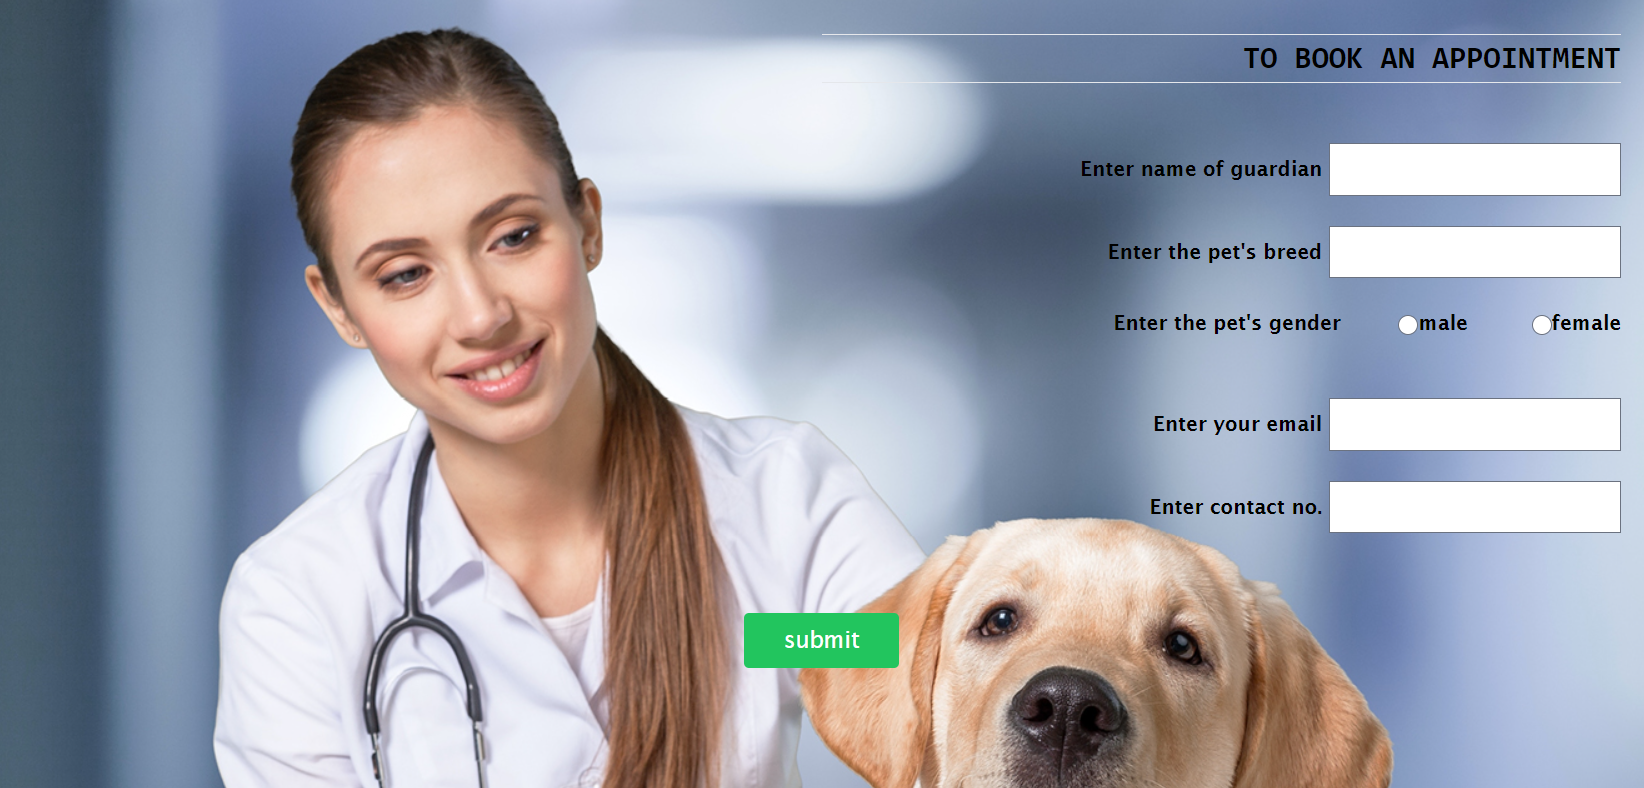 TO BOOK AN APPOINTMENT
Enter name of guardian
Enter the pet's breed
Enter the pet's gender male female
Enter your email
Enter contact no.
submit